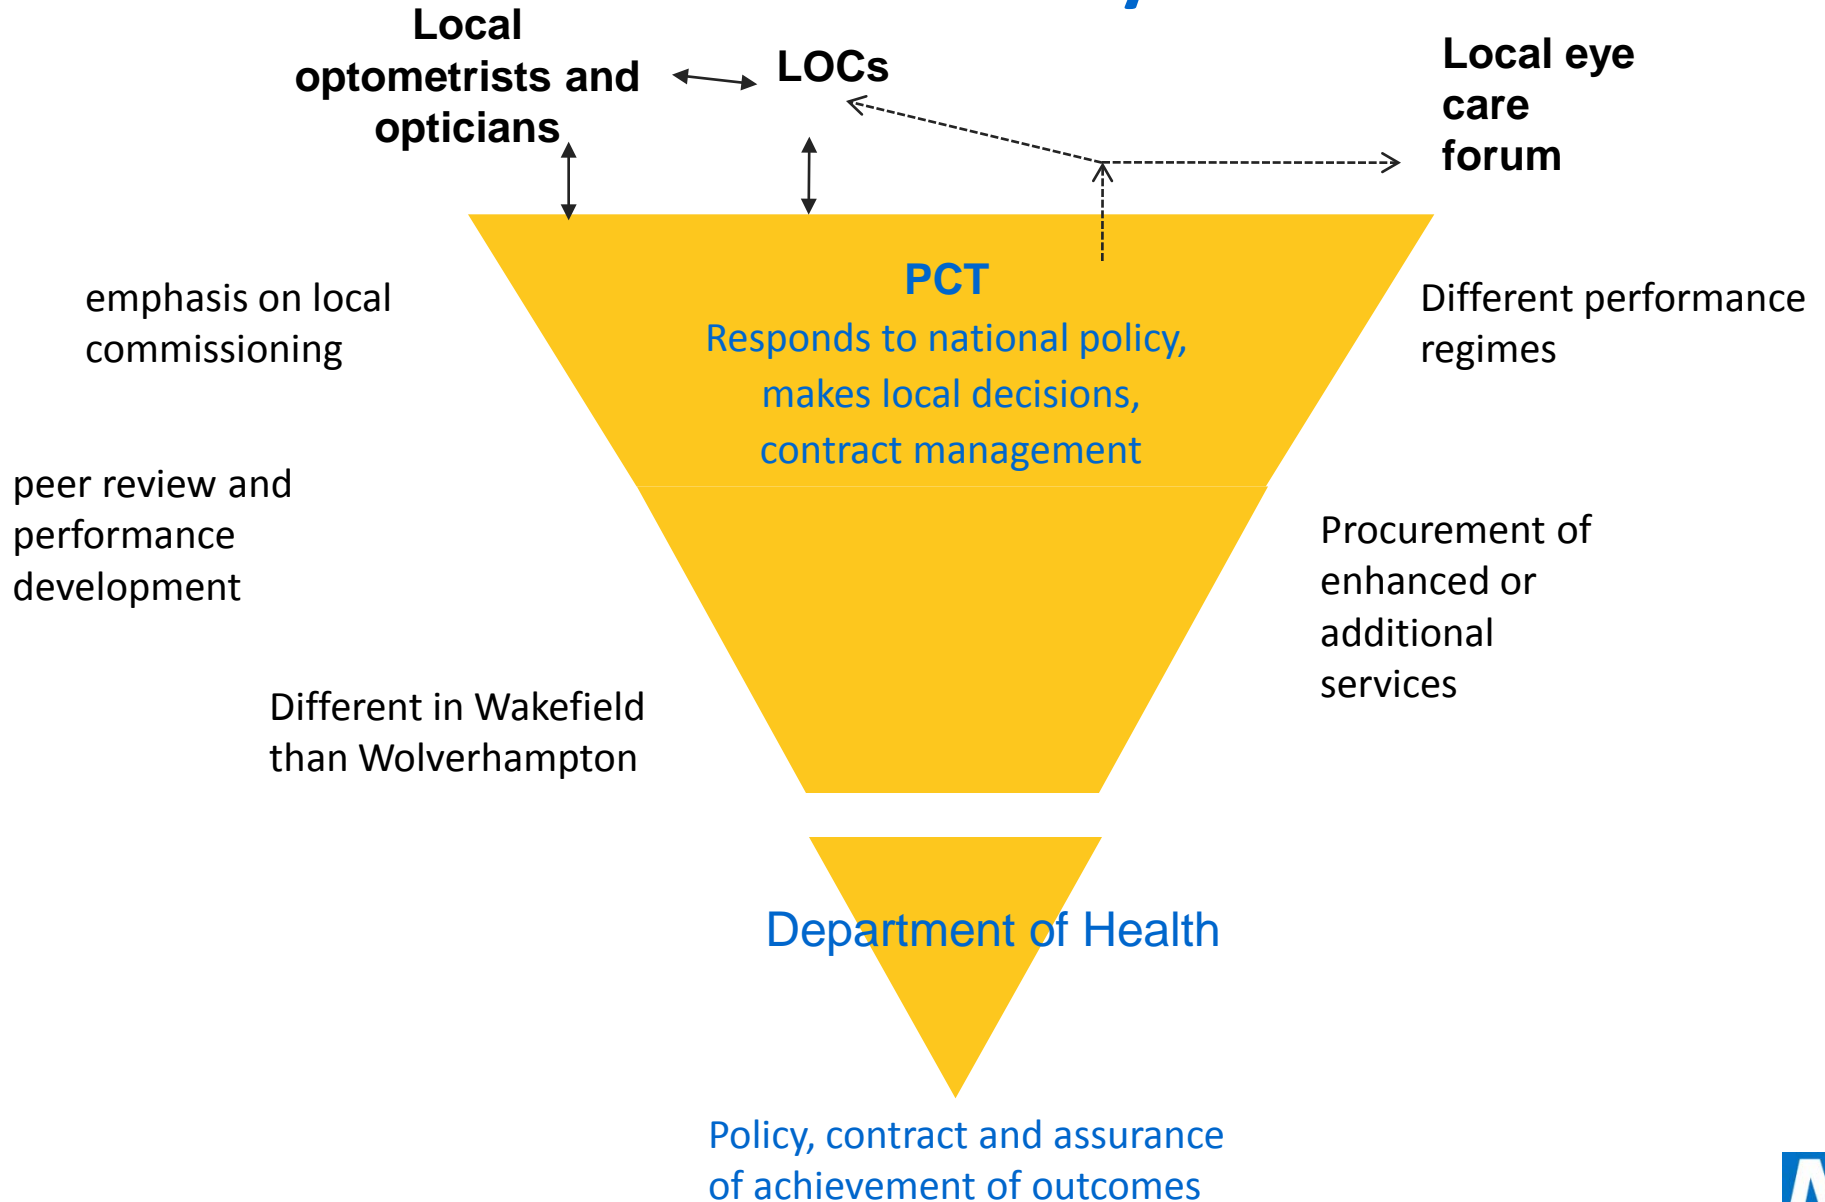 Local
optometrists and
opticians
LOCs
Local eye
care
forum
PCT
Responds to national policy,
makes local decisions,
contract management
emphasis on local
commissioning
Different performance
regimes
peer review and
performance
development
Procurement of
enhanced or
additional
services
Different in Wakefield
than Wolverhampton
Department of Health
Policy, contract and assurance
of achievement of outcomes